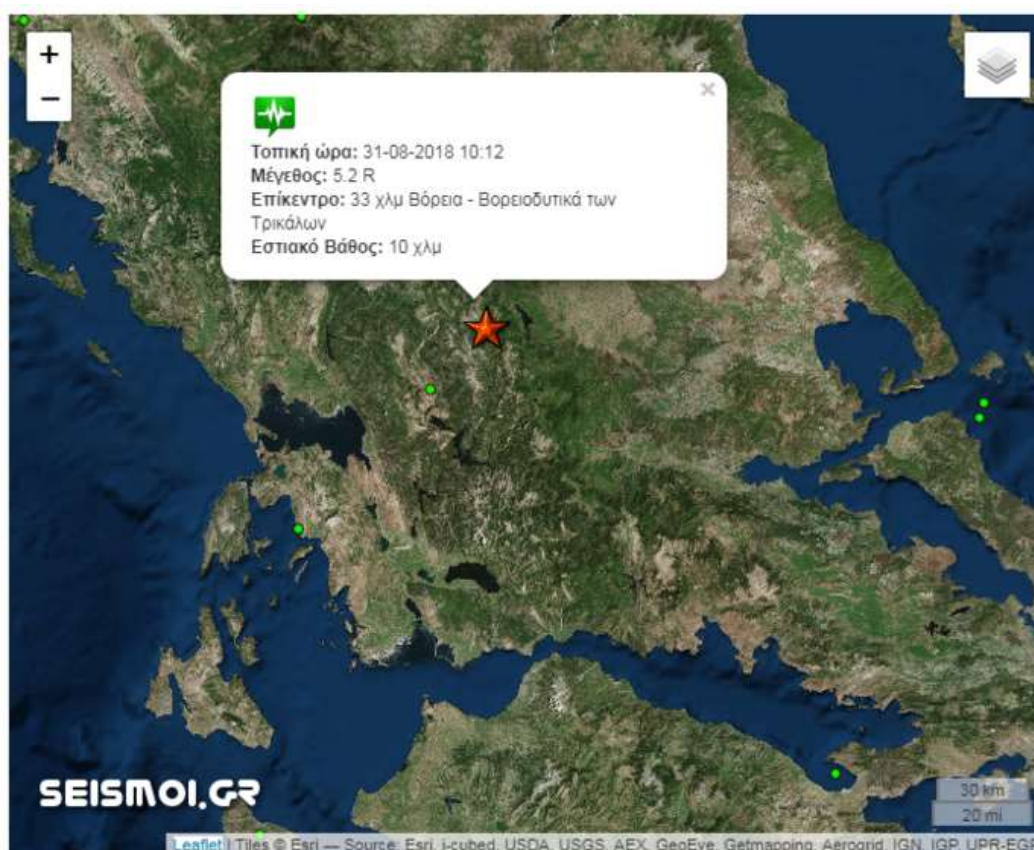 +
−
×
Τοπική ώρα: 31-08-2018 10:12
Μέγεθος: 5.2 R
Επίκεντρο: 33 χλμ Βόρεια - Βορειοδυτικά των
Τρικάλων
Εστιακό Βάθος: 10 χλμ
SEISMOI.GR
30 km
20 mi
Leaflet | Tiles © Esri — Source: Esri, i-cubed, USDA, USGS, AEX, GeoEye, Getmapping, Aerogrid, IGN, IGP, UPR-EGP